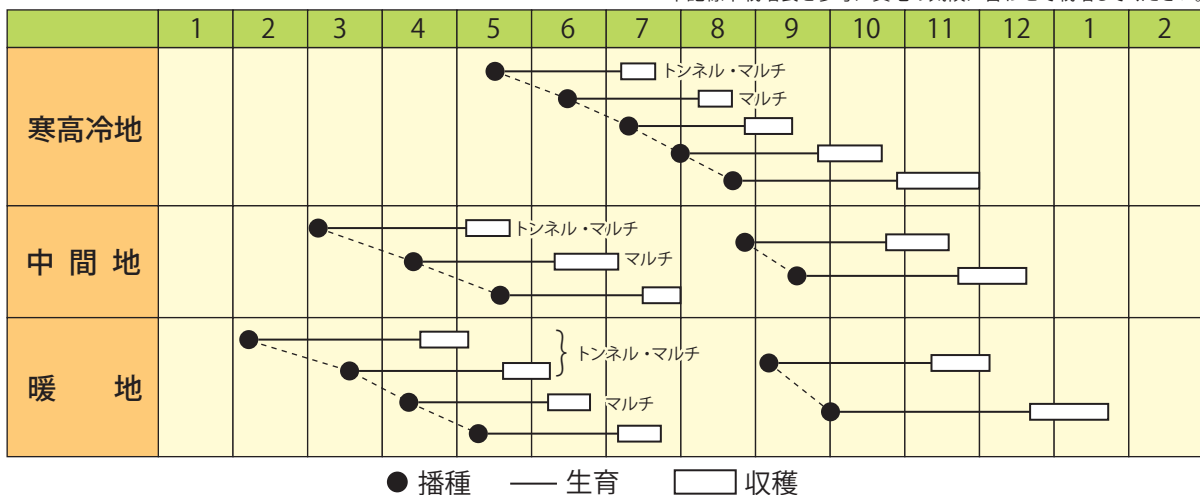 1 2 3 4 5 6 7 8 9 10 11 12 1 2
寒高冷地
トンネル・マルチ
マルチ
中間地
トンネル・マルチ
マルチ
暖地
トンネル・マルチ
マルチ
播種 生育 収穫